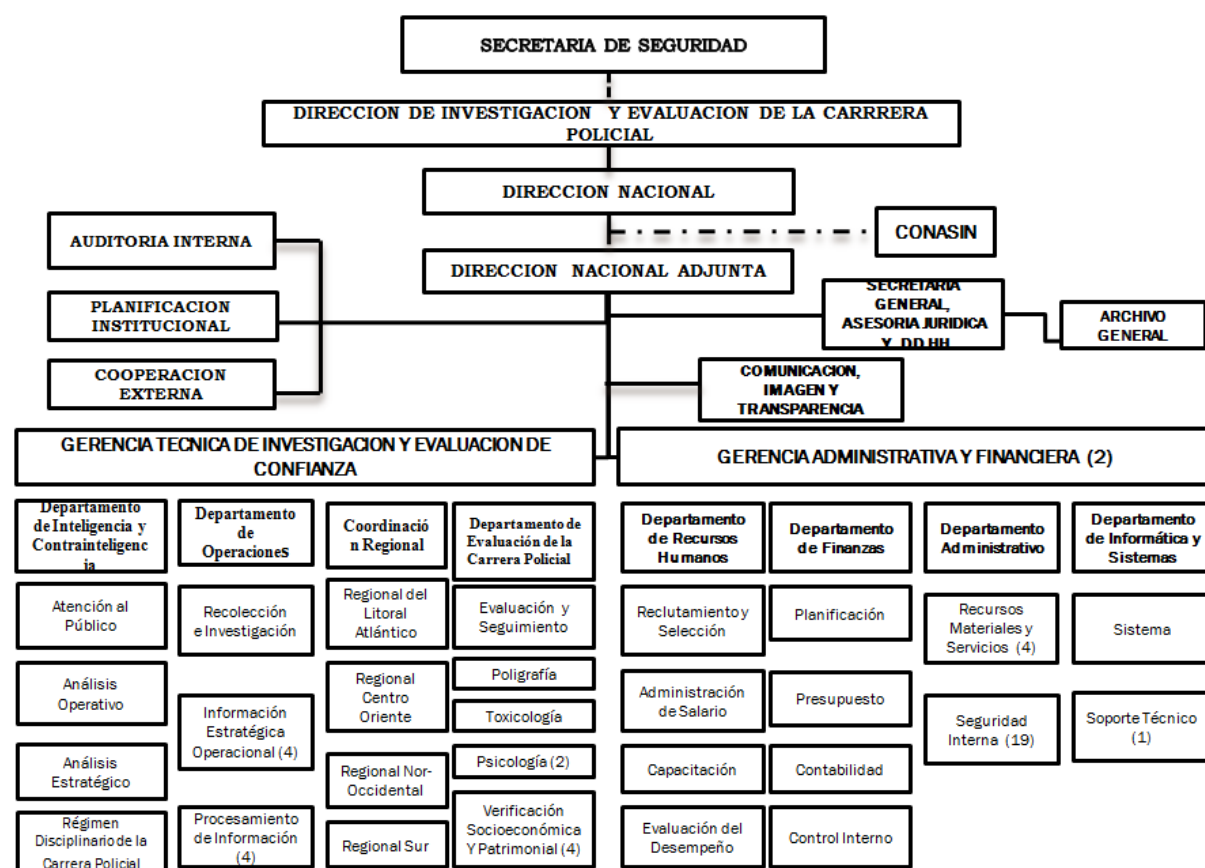 SECRETARIA DE SEGURIDAD
DIRECCION DE INVESTIGACION Y EVALUACION DE LA CARRRERA
POLICIAL
DIRECCION NACIONAL
CONASIN
AUDITORIA INTERNA
DIRECCION NACIONAL ADJUNTA
PLANIFICACION
INSTITUCIONAL
SECRETARIA
GENERAL,
ASESORIA JURIDICA
Y DD.HH
ARCHIVO
GENERAL
COOPERACION
EXTERNA
COMUNICACION,
IMAGEN Y
TRANSPARENCIA
GERENCIA TECNICA DE INVESTIGACION Y EVALUACION DE
CONFIANZA
GERENCIA ADMINISTRATIVA Y FINANCIERA (2)
Departamento
de Inteligencia y
Contrainteligenc
ia
Departamento
de
Operaciones
Coordinació
n Regional
Departamento de
Evaluación de la
Carrera Policial
Departamento
de Recursos
Humanos
Departamento
de Finanzas
Departamento
Administrativo
Departamento
de Informática y
Sistemas
Atención al
Público
Recolección
e Investigación
Regional del
Litoral
Atlántico
Evaluación y
Seguimiento
Reclutamiento y
Selección
Planificación
Recursos
Materiales y
Servicios (4)
Sistema
Análisis
Operativo
Información
Estratégica
Operacional (4)
Regional
Centro
Oriente
Poligrafía
Toxicología
Administración
de Salario
Presupuesto
Seguridad
Interna (19)
Soporte Técnico
(1)
Análisis
Estratégico
Regional Nor-
Occidental
Psicología (2)
Capacitación
Contabilidad
Régimen
Disciplinario de la
Carrera Policial
Procesamiento
de Información
(4)
Regional Sur
Verificación
Socioeconómica
Y Patrimonial (4)
Evaluación del
Desempeño
Control Interno